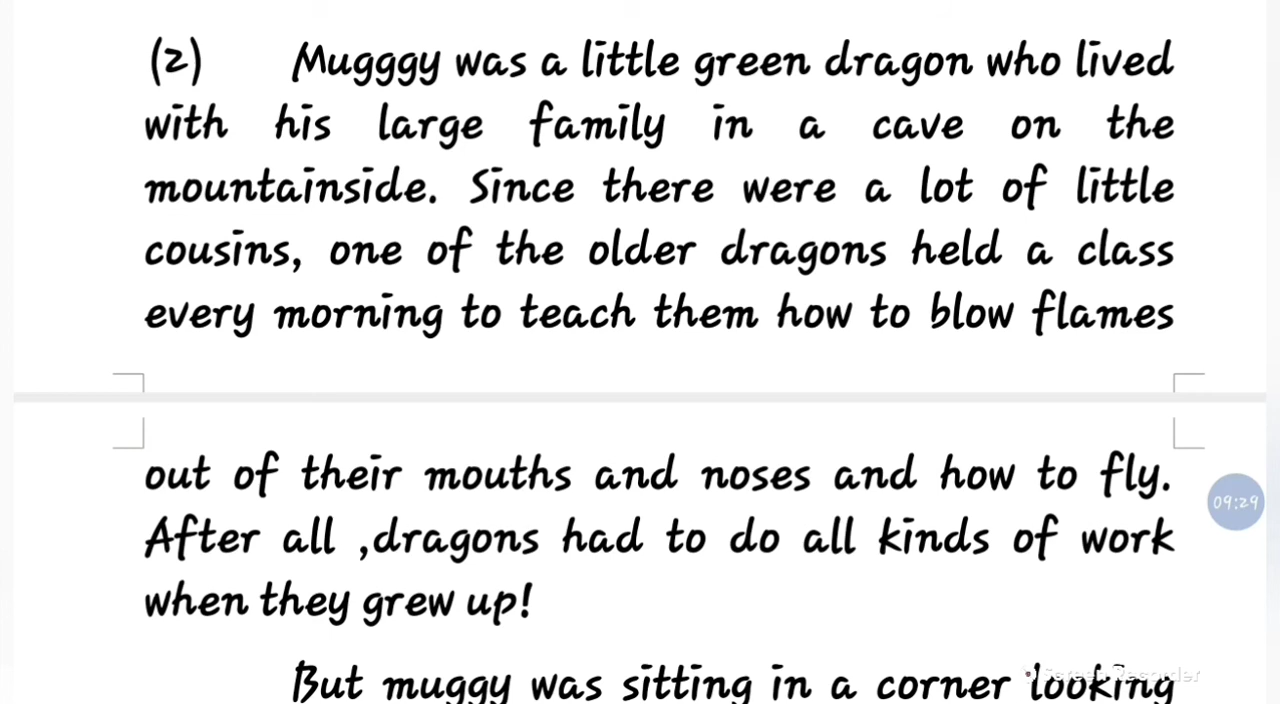 (2) Mugggy was a little green dragon who lived
with his large family in a cave on the
mountainside. Since there were a lot of little
cousins, one of the older dragons held a class
every morning to teach them how to blow flames
out of their mouths and noses and how to fly.
09:29
After all ,dragons had to do all kinds of work
when they grew up!
But muggy was sitting in a corner looking
Screen Recorder